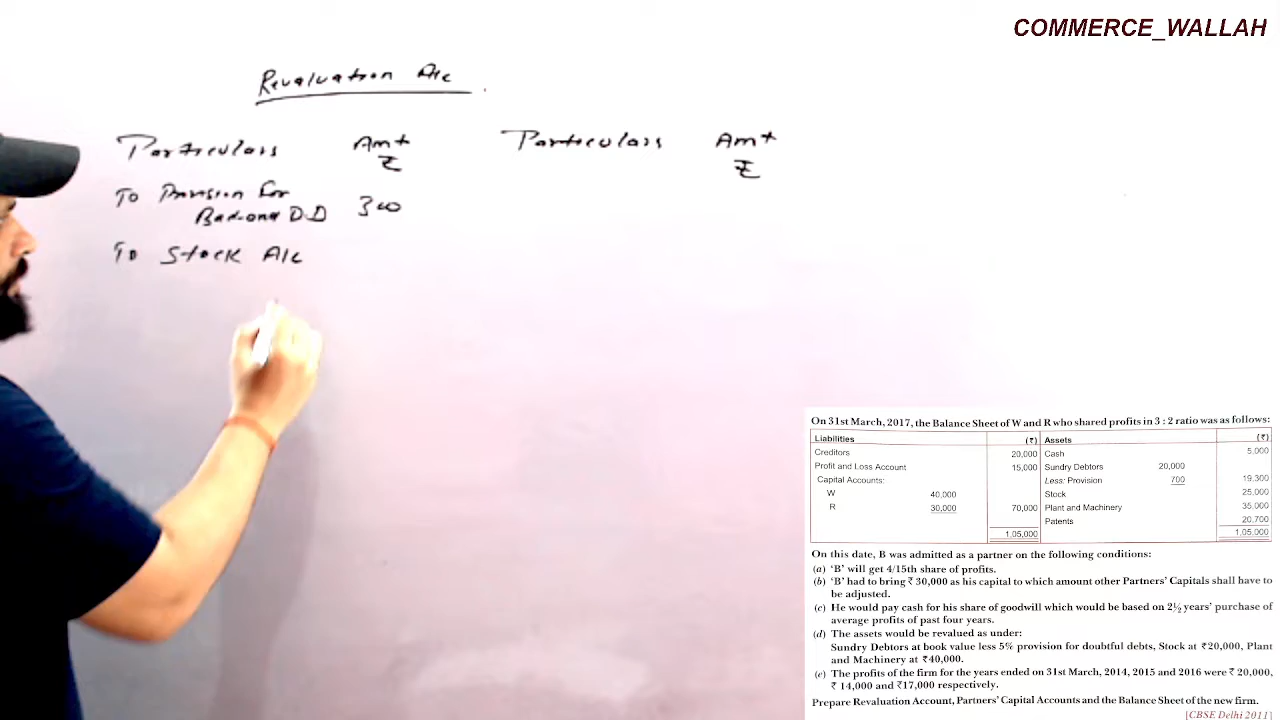 COMMERCE_WALLAH
Revaluation A/c
Particulars Amt Particulars Amt
₹ ₹
To Provision for
Bad and D.D 300
To Stock A/c
On 31st March, 2017, the Balance Sheet of W and R who shared profits in 3 : 2 ratio was as follows:
Liabilities (₹) Assets (₹)
Creditors 20,000 Cash 5,000
Profit and Loss Account 15,000 Sundry Debtors 20,000
Capital Accounts: Less: Provision 700 19,300
W 40,000 Stock 25,000
R 30,000 70,000 Plant and Machinery 35,000
Patents 20,700
1,05,000 1,05,000
On this date, B was admitted as a partner on the following conditions:
(a) 'B' will get 4/15th share of profits.
(b) 'B' had to bring ₹ 30,000 as his capital to which amount other Partners' Capitals shall have to
be adjusted.
(c) He would pay cash for his share of goodwill which would be based on 2½ years' purchase of
average profits of past four years.
(d) The assets would be revalued as under:
Sundry Debtors at book value less 5% provision for doubtful debts, Stock at ₹20,000, Plant
and Machinery at ₹40,000.
(e) The profits of the firm for the years ended on 31st March, 2014, 2015 and 2016 were ₹ 20,000,
₹ 14,000 and ₹17,000 respectively.
Prepare Revaluation Account, Partners' Capital Accounts and the Balance Sheet of the new firm.
[CBSE Delhi 2011]